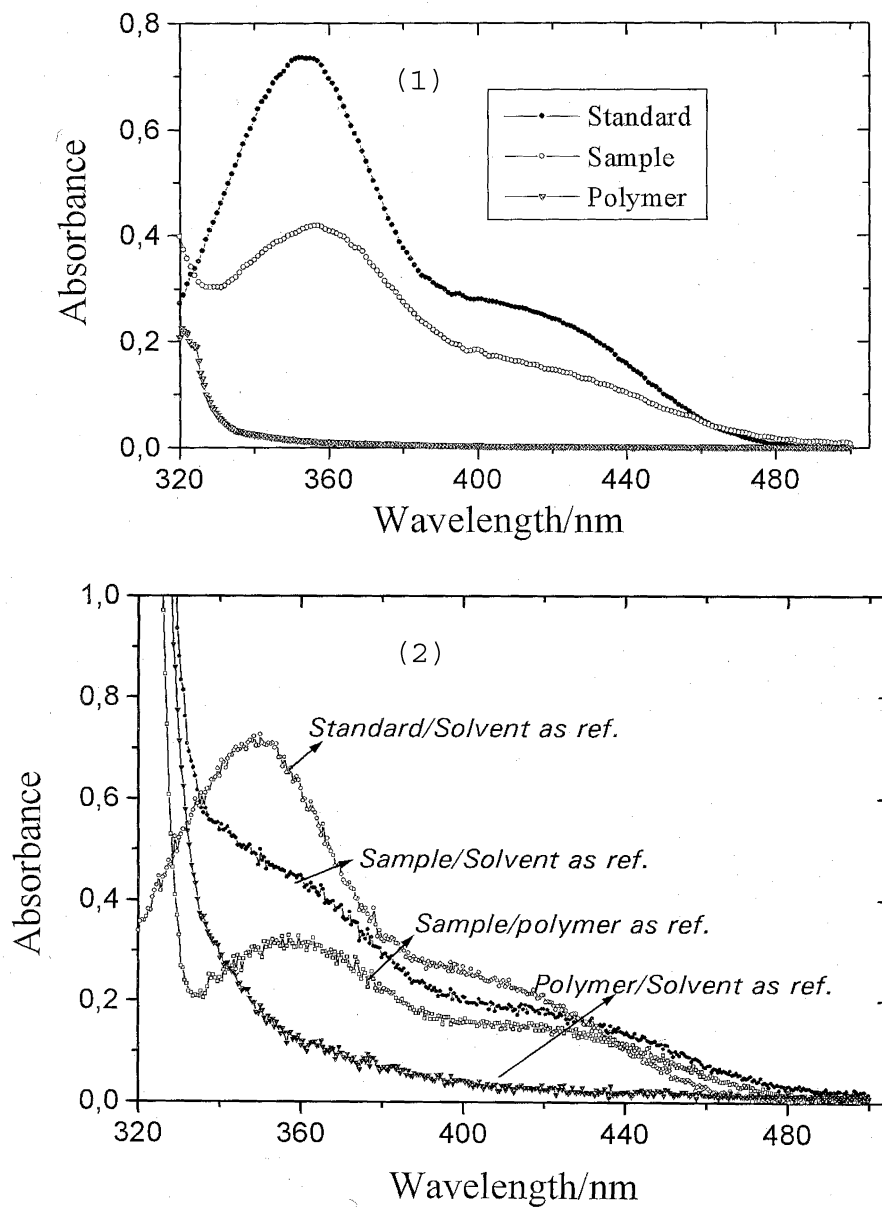 0,8
(1)
Standard
Sample
Polymer
0,6
0,4
0,2
0,0
Absorbance
320 360 400 440 480
Wavelength/nm
1,0
(2)
0,8
Standard/Solvent as ref.
0,6
Sample/Solvent as ref.
0,4
Sample/polymer as ref.
Polymer/Solvent as ref.
0,2
0,0
Absorbance
320 360 400 440 480
Wavelength/nm